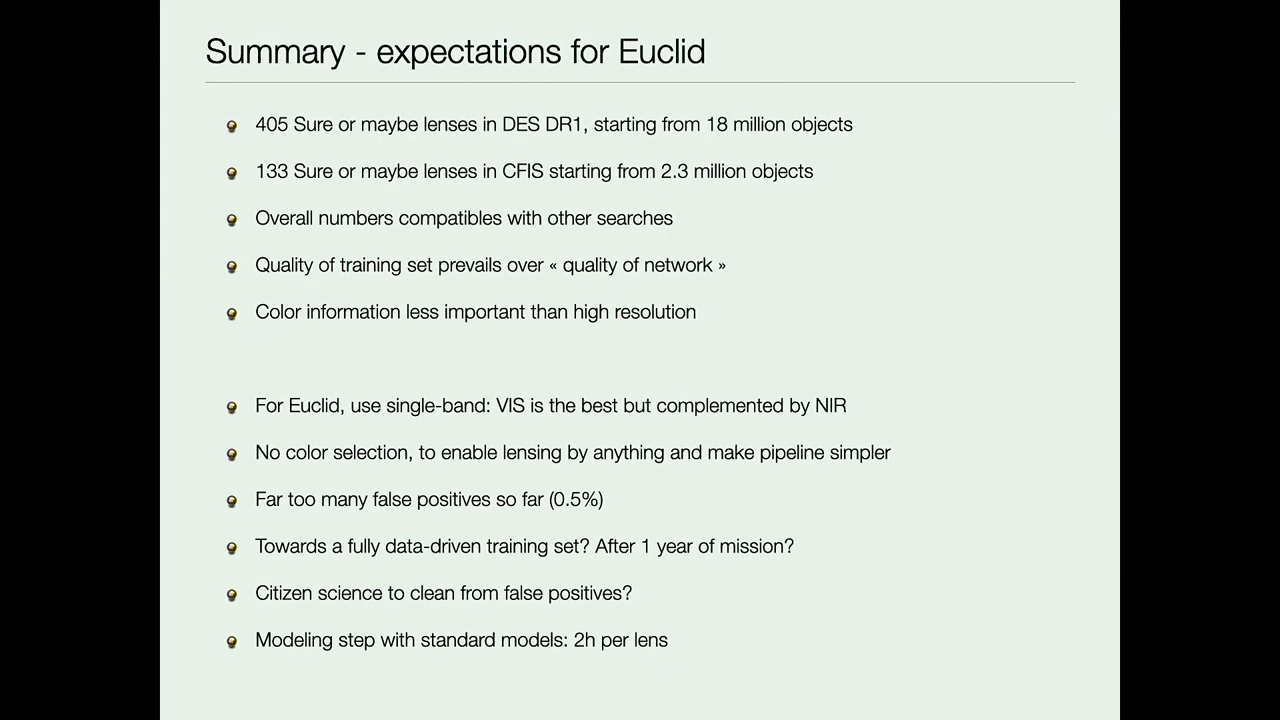 Summary - expectations for Euclid
405 Sure or maybe lenses in DES DR1, starting from 18 million objects
133 Sure or maybe lenses in CFIS starting from 2.3 million objects
Overall numbers compatibles with other searches
Quality of training set prevails over « quality of network »
Color information less important than high resolution
For Euclid, use single-band: VIS is the best but complemented by NIR
No color selection, to enable lensing by anything and make pipeline simpler
Far too many false positives so far (0.5%)
Towards a fully data-driven training set? After 1 year of mission?
Citizen science to clean from false positives?
Modeling step with standard models: 2h per lens